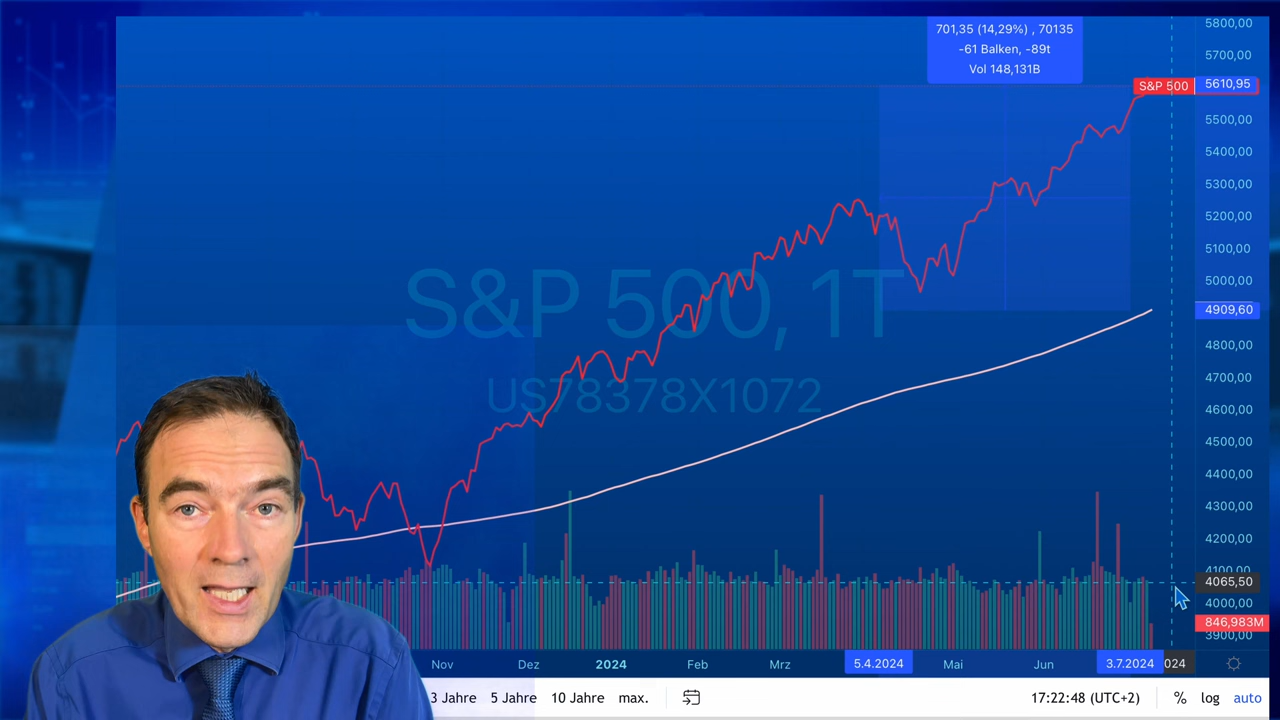 701,35 (14,29%) , 70135
-61 Balken, -89t
Vol 148,131B
5800,00
5700,00
S&P 500 5610,95
5500,00
5400,00
5300,00
5200,00
5100,00
5000,00
4909,60
4800,00
4700,00
4600,00
4500,00
4400,00
4300,00
4200,00
4100,00
4065,50
4000,00
846,983M
3900,00
S&P 500, 1T
US78378X1072
Nov Dez 2024 Feb Mrz 5.4.2024 Mai Jun 3.7.2024 024
3 Jahre 5 Jahre 10 Jahre max. 17:22:48 (UTC+2) % log auto